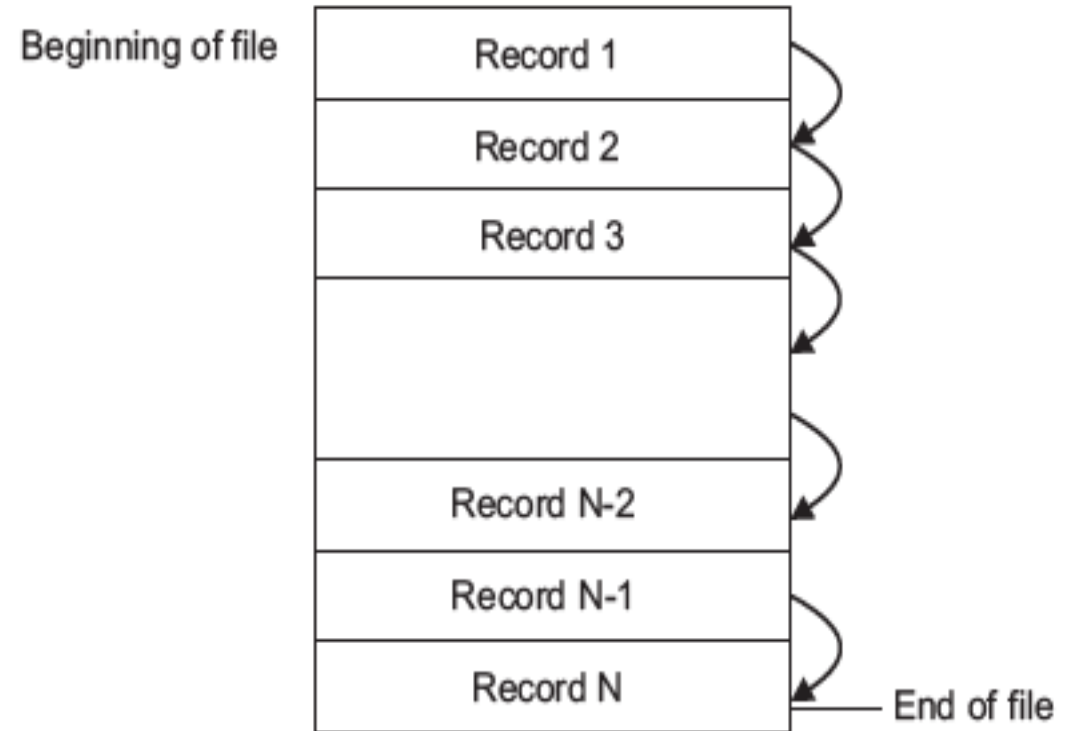 Beginning of file
Record 1
Record 2
Record 3
Record N-2
Record N-1
Record N
End of file